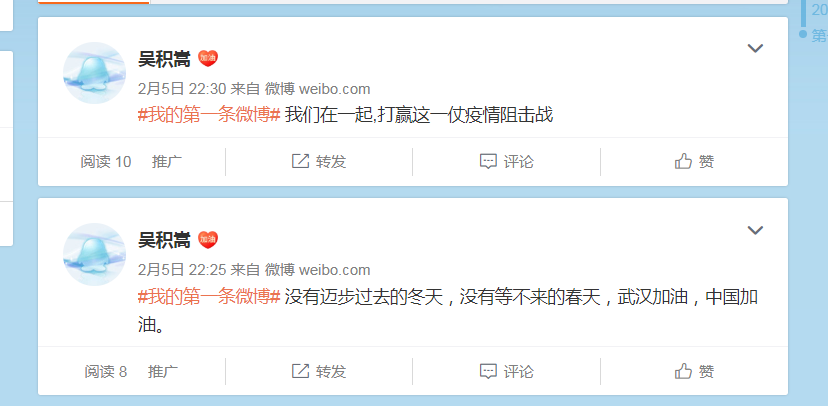 20
第一
吴积嵩 加油
2月5日 22:30 来自 微博 weibo.com
#我的第一条微博# 我们在一起,打赢这一仗疫情阻击战
阅读 10 推广 转发 评论 赞
吴积嵩 加油
2月5日 22:25 来自 微博 weibo.com
#我的第一条微博# 没有迈步过去的冬天，没有等不来的春天，武汉加油，中国加
油。
阅读 8 推广 转发 评论 赞